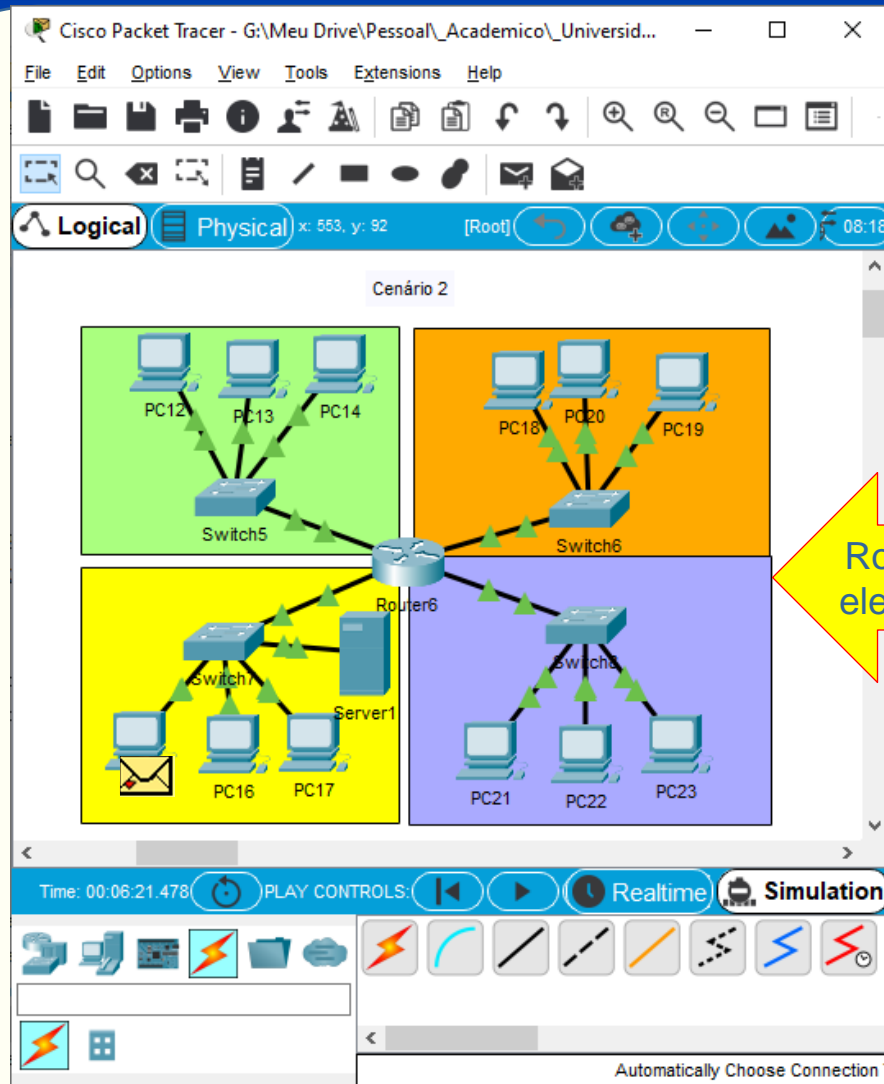 Cisco Packet Tracer - G:\Meu Drive\Pessoal\_Academico\_Universid...
File Edit Options View Tools Extensions Help
Logical Physical x: 553, y: 92 [Root] 08:18
Cenário 2
PC12 PC13 PC14
PC18 PC20 PC19
Switch5
Switch6
Router6
Switch7
Server1
Switch8
PC16 PC17
PC21 PC22 PC23
Time: 00:06:21.478 PLAY CONTROLS: Realtime Simulation
Automatically Choose Connection